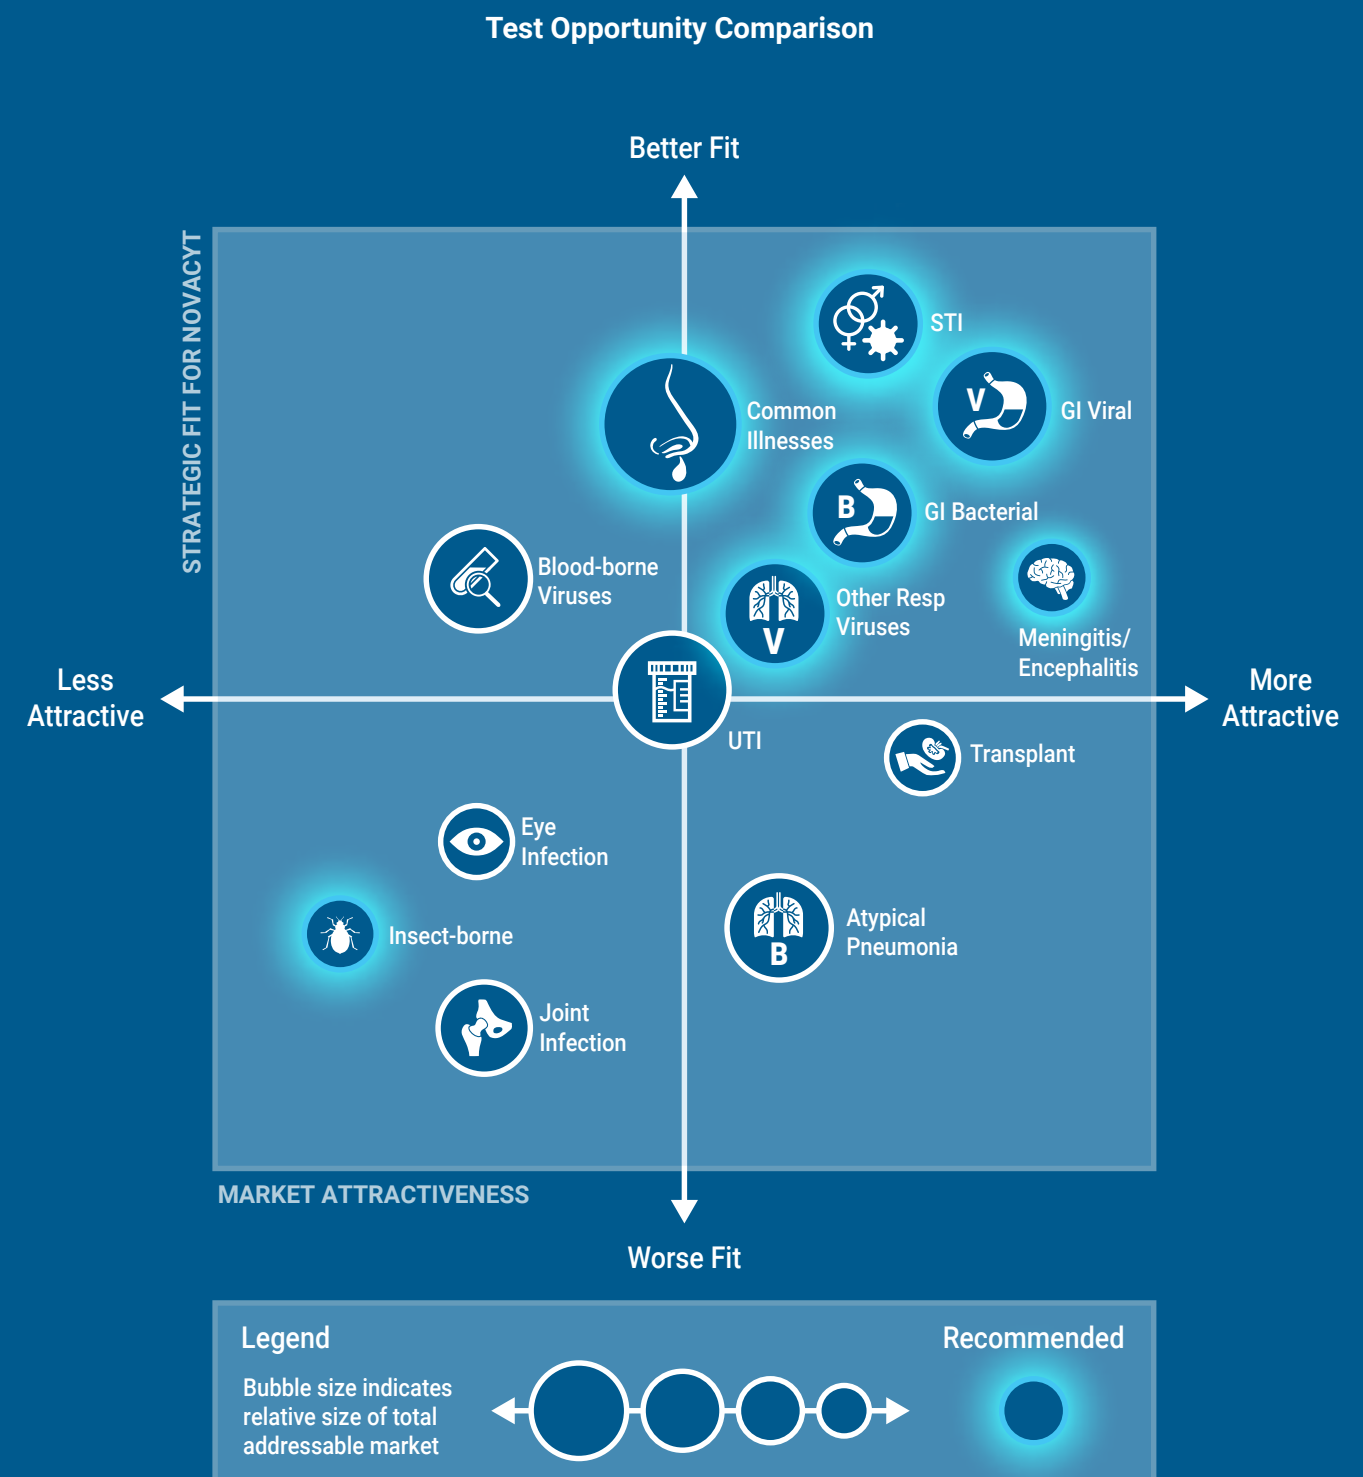 Test Opportunity Comparison
Better Fit
STRATEGIC FIT FOR NOVACYT
STI
V
GI Viral
Common
Illnesses
B
GI Bacterial
Blood-borne
Viruses
V
Other Resp
Viruses
Meningitis/
Encephalitis
Less
Attractive
More
Attractive
UTI
Transplant
Eye
Infection
Insect-borne
B
Atypical
Pneumonia
Joint
Infection
MARKET ATTRACTIVENESS
Worse Fit
Legend
Recommended
Bubble size indicates
relative size of total
addressable market